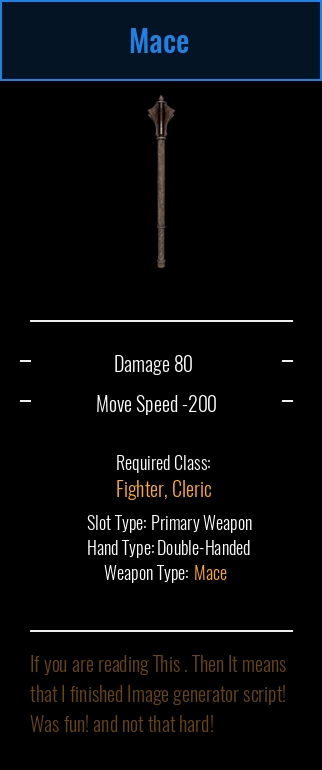 Mace
Damage 80
Move Speed -200
Required Class:
Fighter, Cleric
Slot Type: Primary Weapon
Hand Type: Double-Handed
Weapon Type: Mace
If you are reading This . Then It means
that I finished Image generator script!
Was fun! and not that hard!